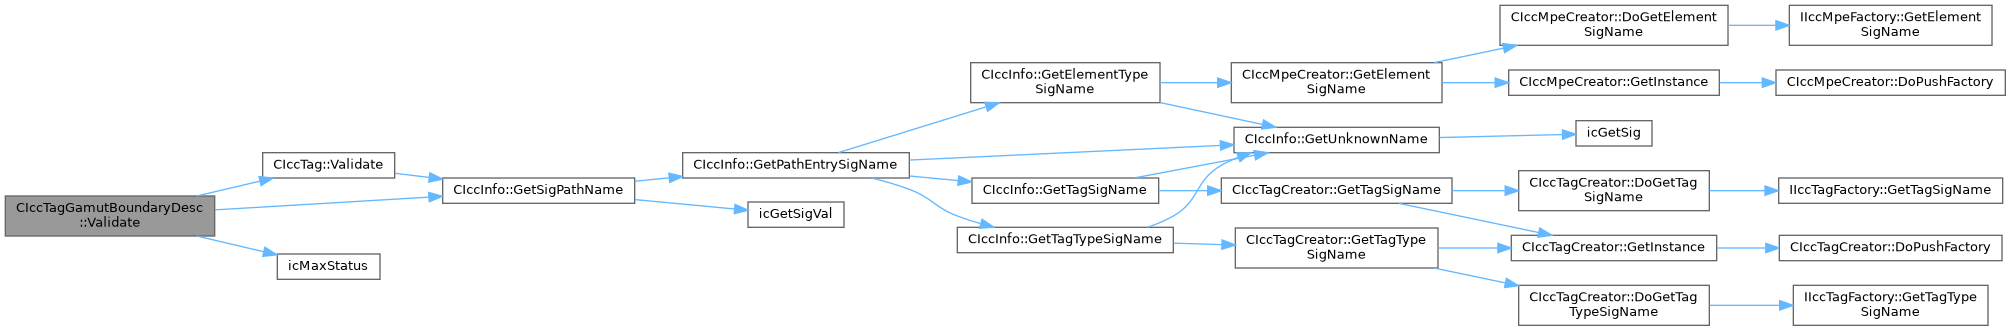 CIccTagGamutBoundaryDesc
::Validate
CIccTag::Validate
icMaxStatus
CIccInfo::GetSigPathName
CIccInfo::GetPathEntrySigName
icGetSigVal
CIccInfo::GetElementType
SigName
CIccInfo::GetTagSigName
CIccInfo::GetTagTypeSigName
CIccMpeCreator::GetElement
SigName
CIccInfo::GetUnknownName
CIccTagCreator::GetTagSigName
CIccTagCreator::GetTagType
SigName
CIccMpeCreator::DoGetElement
SigName
CIccMpeCreator::GetInstance
icGetSig
CIccTagCreator::DoGetTag
SigName
CIccTagCreator::GetInstance
CIccTagCreator::DoGetTag
TypeSigName
IIccMpeFactory::GetElement
SigName
CIccMpeCreator::DoPushFactory
IIccTagFactory::GetTagSigName
CIccTagCreator::DoPushFactory
IIccTagFactory::GetTagType
SigName